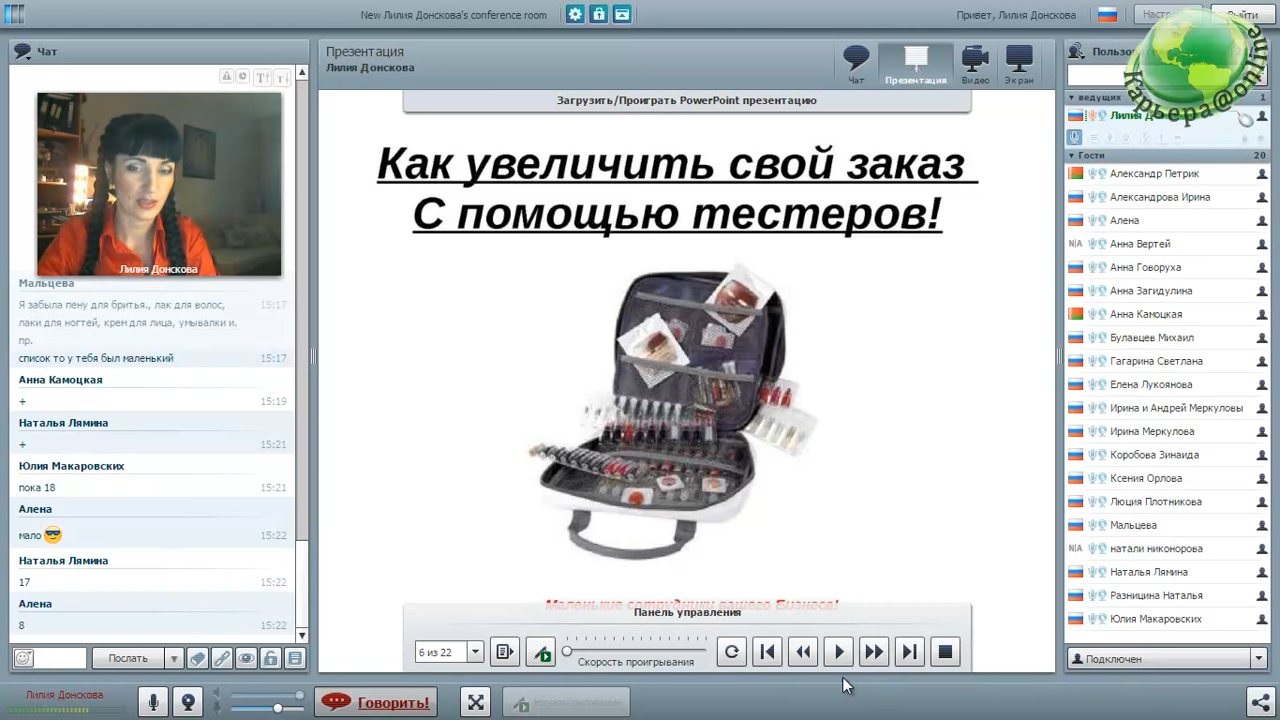 New Лилия Донскова's conference room
Привет, Лилия Донскова
Выйти
карьера@online
Чат
Лилия Донскова
Мальцева
Я забыла пену для бритья., лак для волос,
15:17
лаки для ногтей, крем для лица, умывалки и.
пр.
список то у тебя был маленький
15:17
Анна Камоцкая
+
15:19
Наталья Лямина
+
15:21
Юлия Макаровских
пока 18
15:21
Алена
мало
15:22
Наталья Лямина
17
15:22
Алена
8
15:22
Послать
Презентация
Лилия Донскова
Чат
Презентация
Видео
Экран
Загрузить/Проиграть PowerPoint презентацию
Как увеличить свой заказ
С помощью тестеров!
Маленькие сотрудники вашего Бизнеса!
Панель управления
6 из 22
Скорость проигрывания
ведущих
1
Гости
20
Александр Петрик
Александрова Ирина
Алена
N/A
Анна Вертей
Анна Говоруха
Анна Загидулина
Анна Камоцкая
Булавцев Михаил
Гагарина Светлана
Елена Лукоянова
Ирина и Андрей Меркуловы
Ирина Меркулова
Коробова Зинаида
Ксения Орлова
Люция Плотникова
Мальцева
N/A
натали никонорова
Наталья Лямина
Разницина Наталья
Юлия Макаровских
Подключен
Лилия Донскова
Говорить!